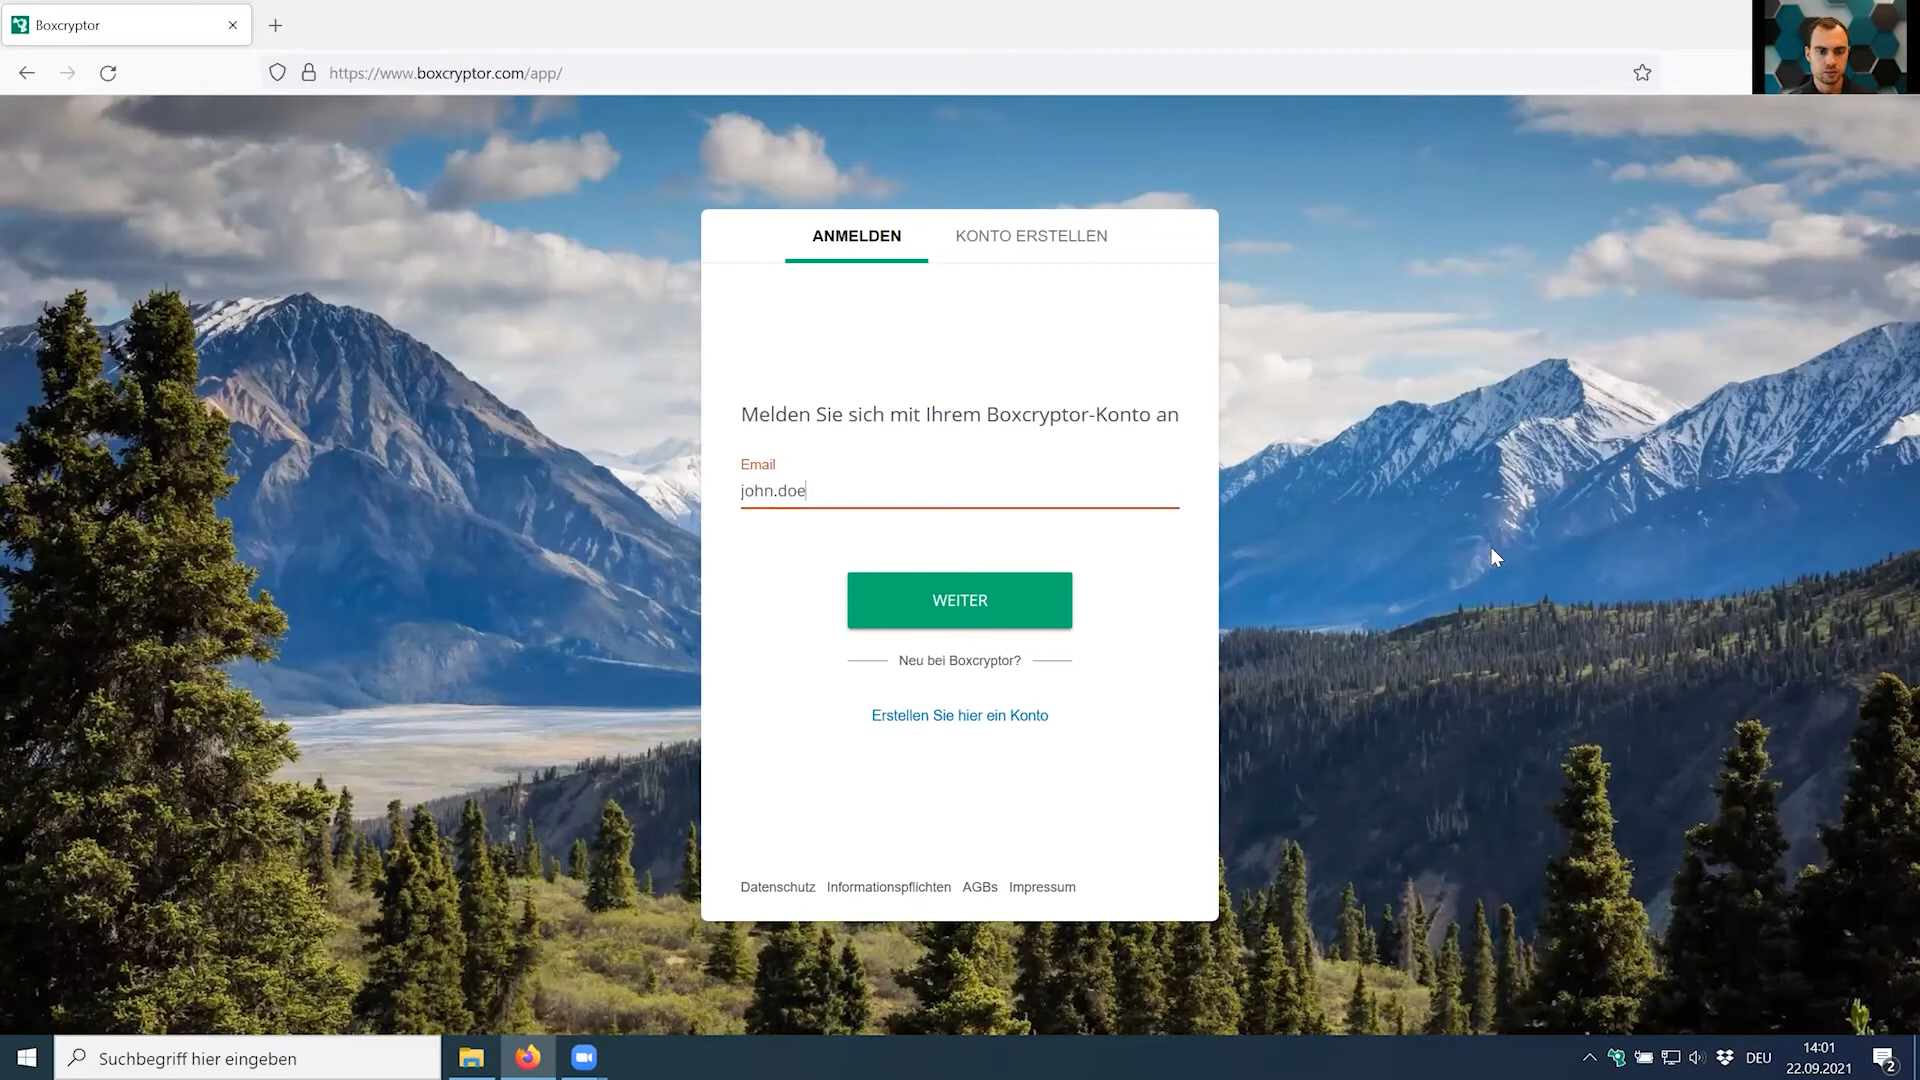 Boxcryptor
https://www.boxcryptor.com/app/
ANMELDEN KONTO ERSTELLEN
Melden Sie sich mit Ihrem Boxcryptor-Konto an
Email
john.doe
WEITER
Neu bei Boxcryptor?
Erstellen Sie hier ein Konto
Datenschutz Informationspflichten AGBs Impressum
Suchbegriff hier eingeben
DEU
14:01
22.09.2021
2